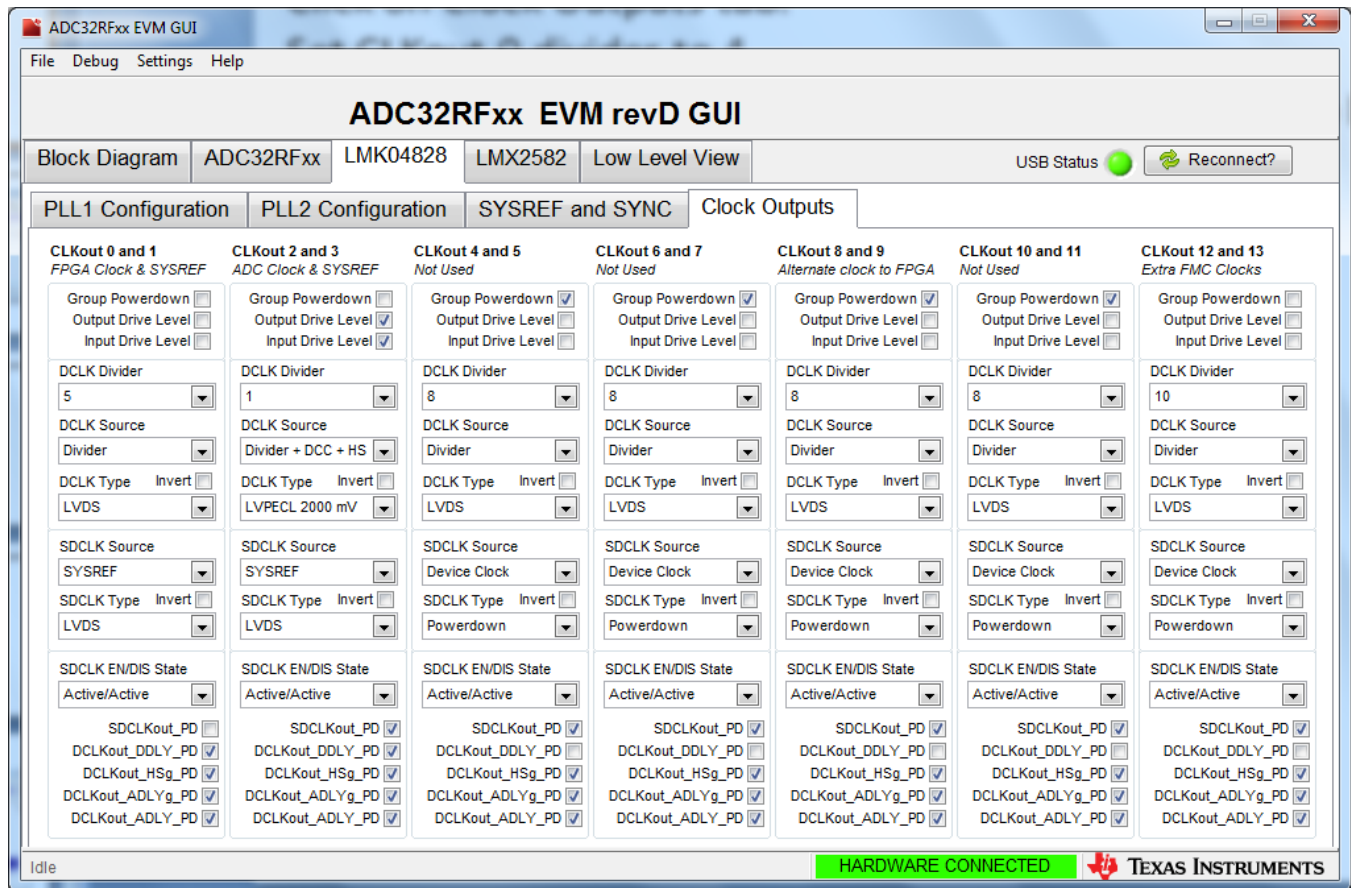 Click on Clock Outputs tab.
Set CLKout 0 divider to 4
ADC32RFxx EVM GUI
File Debug Settings Help
ADC32RFxx EVM revD GUI
Block Diagram ADC32RFxx LMK04828 LMX2582 Low Level View USB Status Reconnect?
PLL1 Configuration PLL2 Configuration SYSREF and SYNC Clock Outputs
CLKout 0 and 1 CLKout 2 and 3 CLKout 4 and 5 CLKout 6 and 7 CLKout 8 and 9 CLKout 10 and 11 CLKout 12 and 13
FPGA Clock & SYSREF ADC Clock & SYSREF Not Used Not Used Alternate clock to FPGA Not Used Extra FMC Clocks
Group Powerdown Group Powerdown Group Powerdown Group Powerdown Group Powerdown Group Powerdown Group Powerdown
Output Drive Level Output Drive Level Output Drive Level Output Drive Level Output Drive Level Output Drive Level Output Drive Level
Input Drive Level Input Drive Level Input Drive Level Input Drive Level Input Drive Level Input Drive Level Input Drive Level
DCLK Divider DCLK Divider DCLK Divider DCLK Divider DCLK Divider DCLK Divider DCLK Divider
5 1 8 8 8 8 10
DCLK Source DCLK Source DCLK Source DCLK Source DCLK Source DCLK Source DCLK Source
Divider Divider + DCC + HS Divider Divider Divider Divider Divider
DCLK Type Invert DCLK Type Invert DCLK Type Invert DCLK Type Invert DCLK Type Invert DCLK Type Invert DCLK Type Invert
LVDS LVPECL 2000 mV LVDS LVDS LVDS LVDS LVDS
SDCLK Source SDCLK Source SDCLK Source SDCLK Source SDCLK Source SDCLK Source SDCLK Source
SYSREF SYSREF Device Clock Device Clock Device Clock Device Clock Device Clock
SDCLK Type Invert SDCLK Type Invert SDCLK Type Invert SDCLK Type Invert SDCLK Type Invert SDCLK Type Invert SDCLK Type Invert
LVDS LVDS Powerdown Powerdown Powerdown Powerdown Powerdown
SDCLK EN/DIS State SDCLK EN/DIS State SDCLK EN/DIS State SDCLK EN/DIS State SDCLK EN/DIS State SDCLK EN/DIS State SDCLK EN/DIS State
Active/Active Active/Active Active/Active Active/Active Active/Active Active/Active Active/Active
SDCLKout_PD SDCLKout_PD SDCLKout_PD SDCLKout_PD SDCLKout_PD SDCLKout_PD SDCLKout_PD
DCLKout_DDLY_PD DCLKout_DDLY_PD DCLKout_DDLY_PD DCLKout_DDLY_PD DCLKout_DDLY_PD DCLKout_DDLY_PD DCLKout_DDLY_PD
DCLKout_HSg_PD DCLKout_HSg_PD DCLKout_HSg_PD DCLKout_HSg_PD DCLKout_HSg_PD DCLKout_HSg_PD DCLKout_HSg_PD
DCLKout_ADLYg_PD DCLKout_ADLYg_PD DCLKout_ADLYg_PD DCLKout_ADLYg_PD DCLKout_ADLYg_PD DCLKout_ADLYg_PD DCLKout_ADLYg_PD
DCLKout_ADLY_PD DCLKout_ADLY_PD DCLKout_ADLY_PD DCLKout_ADLY_PD DCLKout_ADLY_PD DCLKout_ADLY_PD DCLKout_ADLY_PD
Idle HARDWARE CONNECTED TEXAS INSTRUMENTS